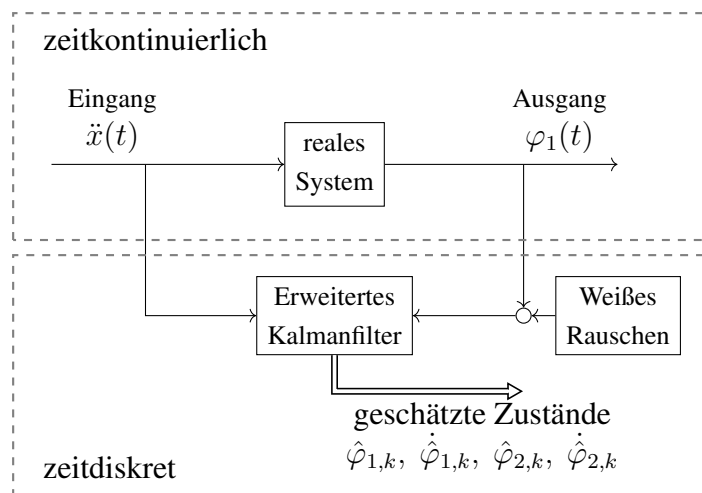 zeitkontinuierlich
Eingang
ẍ(t)
reales
System
Ausgang
φ₁(t)
Erweitertes
Kalmanfilter
Weißes
Rauschen
geschätzte Zustände
φ̂₁,ₖ, φ̂̇₁,ₖ, φ̂₂,ₖ, φ̂̇₂,ₖ
zeitdiskret